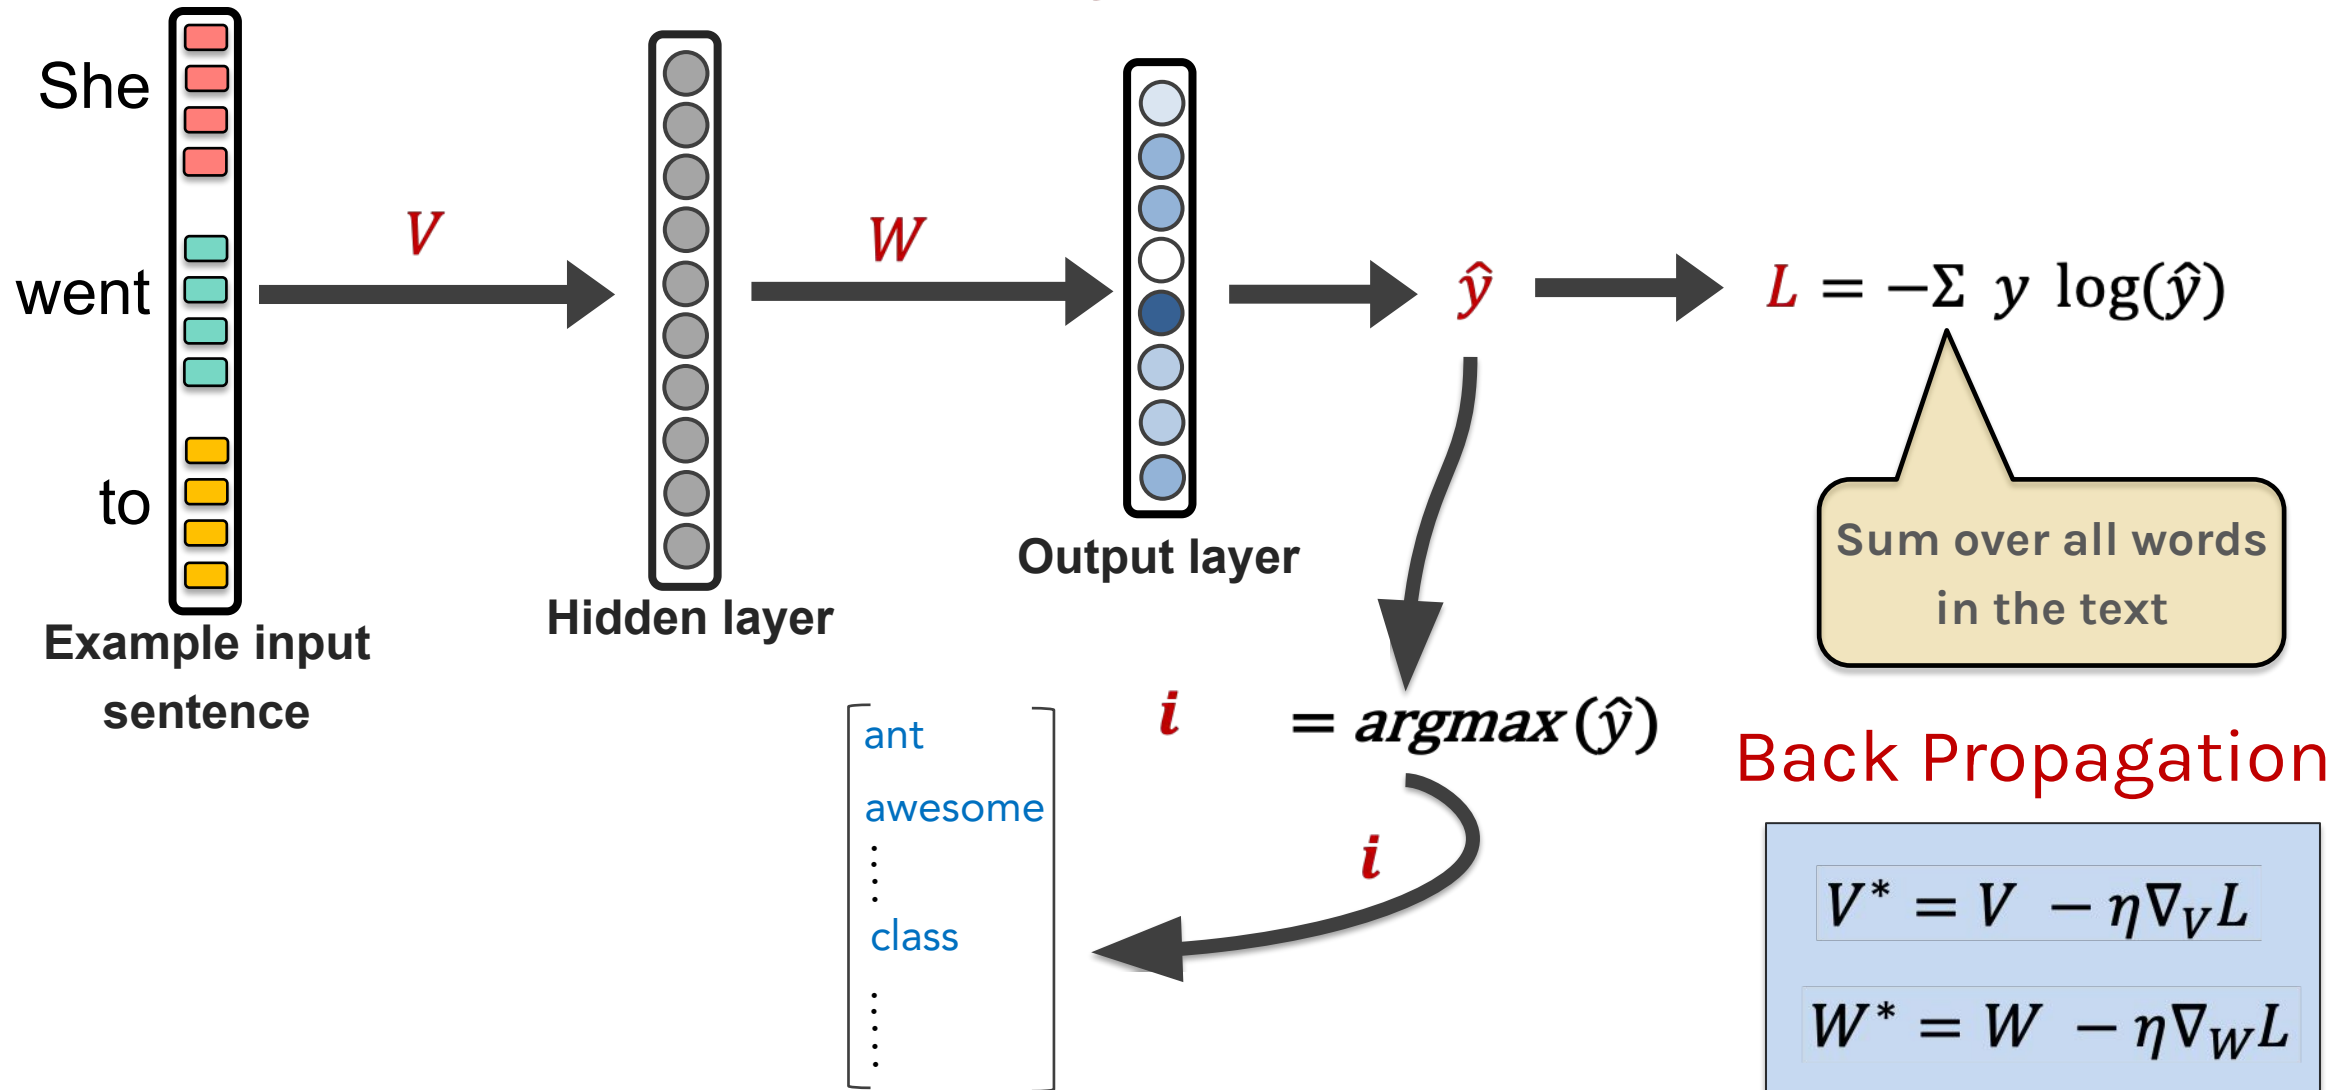 She
went
to
Example input
sentence
V
Hidden layer
W
Output layer
ŷ
L = −Σ y log(ŷ)
Sum over all words
in the text
i = argmax(ŷ)
i
ant
awesome
class
Back Propagation
V* = V − η∇_V L
W* = W − η∇_W L